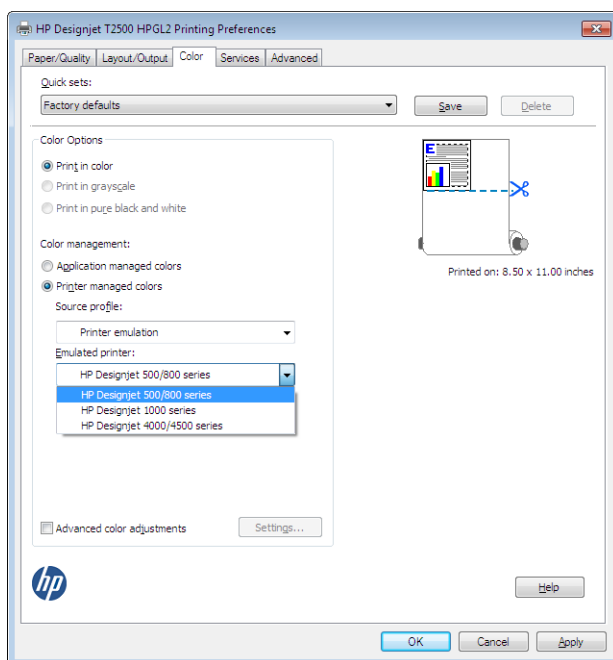 HP Designjet T2500 HPGL2 Printing Preferences
Paper/Quality Layout/Output Color Services Advanced
Quick sets:
Factory defaults
Save
Delete
Color Options
Print in color
Print in grayscale
Print in pure black and white
Color management:
Application managed colors
Printer managed colors
Source profile:
Printer emulation
Emulated printer:
HP Designjet 500/800 series
HP Designjet 500/800 series
HP Designjet 1000 series
HP Designjet 4000/4500 series
Advanced color adjustments
Settings...
E
Printed on: 8.50 x 11.00 inches
hp
Help
OK
Cancel
Apply